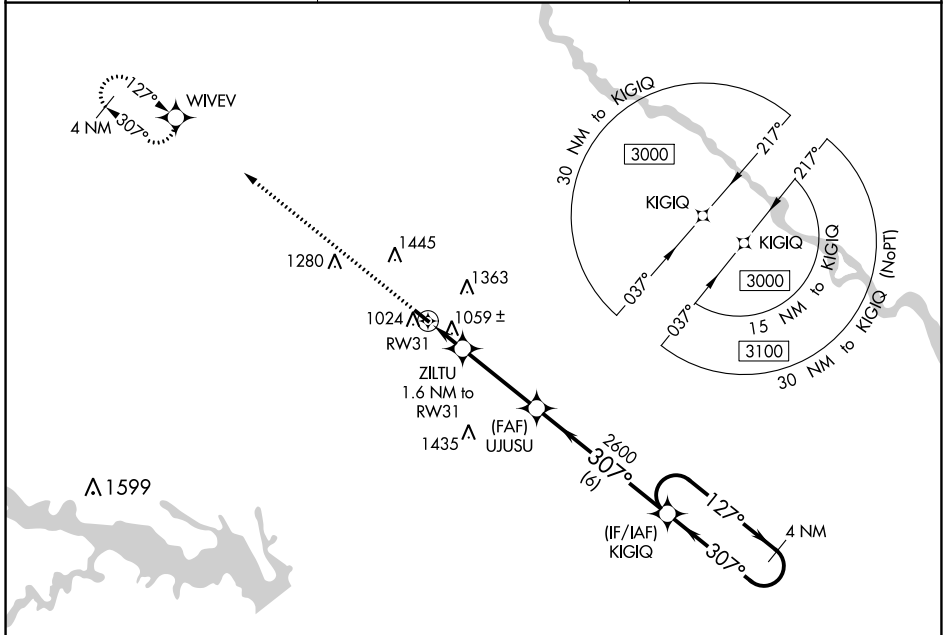 127°
WIVEV
4 NM
307°
30 NM to KIGIQ
3000
217°
KIGIQ
037°
217°
KIGIQ
3000
15 NM to KIGIQ
037°
3100
30 NM to KIGIQ (NoPT)
1445
1280
1363
1024
1059 ±
RW31
ZILTU
1.6 NM to
RW31
(FAF)
UJUSU
1435
2600
307°
(6)
1599
127°
(IF/IAF)
KIGIQ
4 NM
307°